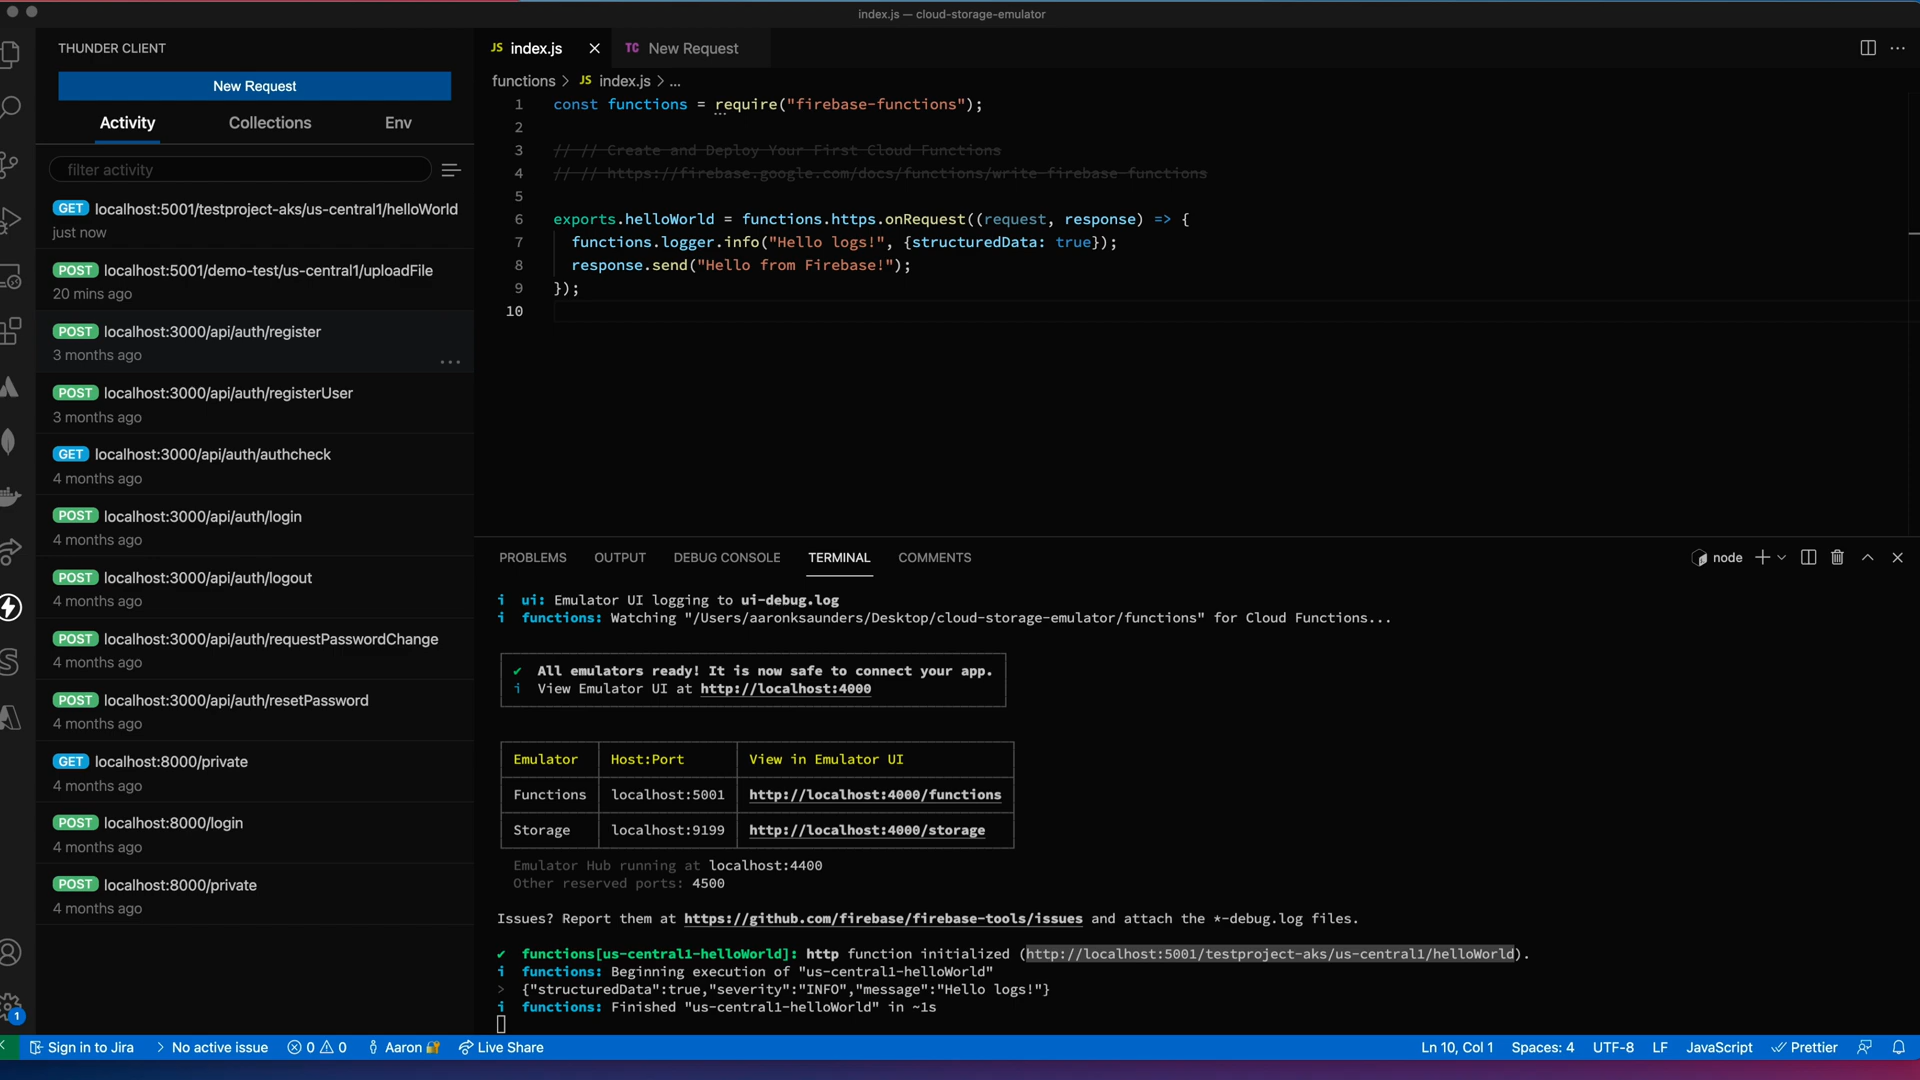 index.js — cloud-storage-emulator
THUNDER CLIENT
New Request
Activity
Collections
Env
filter activity
GET localhost:5001/testproject-aks/us-central1/helloWorld
just now
POST localhost:5001/demo-test/us-central1/uploadFile
20 mins ago
POST localhost:3000/api/auth/register
3 months ago
...
POST localhost:3000/api/auth/registerUser
3 months ago
GET localhost:3000/api/auth/authcheck
4 months ago
POST localhost:3000/api/auth/login
4 months ago
POST localhost:3000/api/auth/logout
4 months ago
POST localhost:3000/api/auth/requestPasswordChange
4 months ago
POST localhost:3000/api/auth/resetPassword
4 months ago
GET localhost:8000/private
4 months ago
POST localhost:8000/login
4 months ago
POST localhost:8000/private
4 months ago
1
JS index.js
TC New Request
functions > JS index.js > ...
1 const functions = require("firebase-functions");
2
3 // // Create and Deploy Your First Cloud Functions
4 // // https://firebase.google.com/docs/functions/write-firebase-functions
5
6 exports.helloWorld = functions.https.onRequest((request, response) => {
7 functions.logger.info("Hello logs!", {structuredData: true});
8 response.send("Hello from Firebase!");
9 });
10
PROBLEMS OUTPUT DEBUG CONSOLE TERMINAL COMMENTS
node
i ui: Emulator UI logging to ui-debug.log
i functions: Watching "/Users/aaronksaunders/Desktop/cloud-storage-emulator/functions" for Cloud Functions...
✔ All emulators ready! It is now safe to connect your app.
i View Emulator UI at http://localhost:4000
Emulator Host:Port View in Emulator UI
Functions localhost:5001 http://localhost:4000/functions
Storage localhost:9199 http://localhost:4000/storage
Emulator Hub running at localhost:4400
Other reserved ports: 4500
Issues? Report them at https://github.com/firebase/firebase-tools/issues and attach the *-debug.log files.
✔ functions[us-central1-helloWorld]: http function initialized (http://localhost:5001/testproject-aks/us-central1/helloWorld).
i functions: Beginning execution of "us-central1-helloWorld"
> {"structuredData":true,"severity":"INFO","message":"Hello logs!"}
i functions: Finished "us-central1-helloWorld" in ~1s
Sign in to Jira > No active issue 0 0 Aaron Live Share Ln 10, Col 1 Spaces: 4 UTF-8 LF JavaScript Prettier